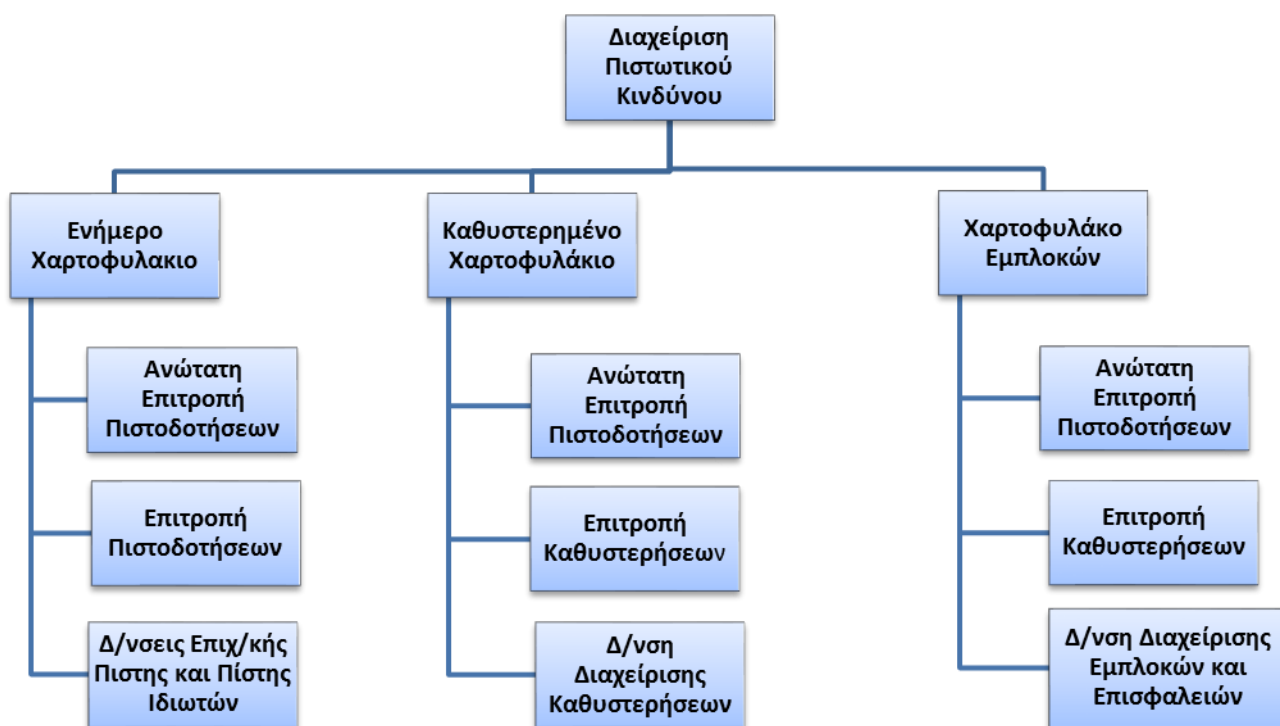 Διαχείριση
Πιστωτικού
Κινδύνου
Ενήμερο
Χαρτοφυλακιο
Καθυστερημένο
Χαρτοφυλάκιο
Χαρτοφυλάκο
Εμπλοκών
Ανώτατη
Επιτροπή
Πιστοδοτήσεων
Ανώτατη
Επιτροπή
Πιστοδοτήσεων
Ανώτατη
Επιτροπή
Πιστοδοτήσεων
Επιτροπή
Πιστοδοτήσεων
Επιτροπή
Καθυστερήσεων
Επιτροπή
Καθυστερήσεων
Δ/νσεις Επιχ/κής
Πιστης και Πίστης
Ιδιωτών
Δ/νση
Διαχείρισης
Καθυστερήσεων
Δ/νση Διαχείρισης
Εμπλοκών και
Επισφαλειών